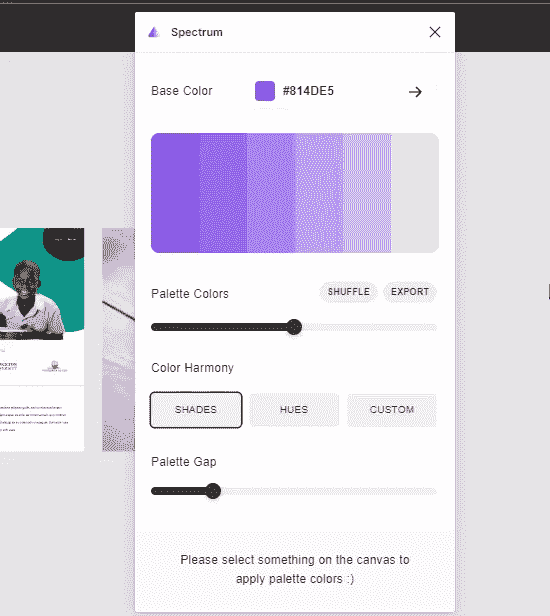 Spectrum
Base Color
#814DE5
Palette Colors
SHUFFLE
EXPORT
Color Harmony
SHADES
HUES
CUSTOM
Palette Gap
Please select something on the canvas to
apply palette colors :)